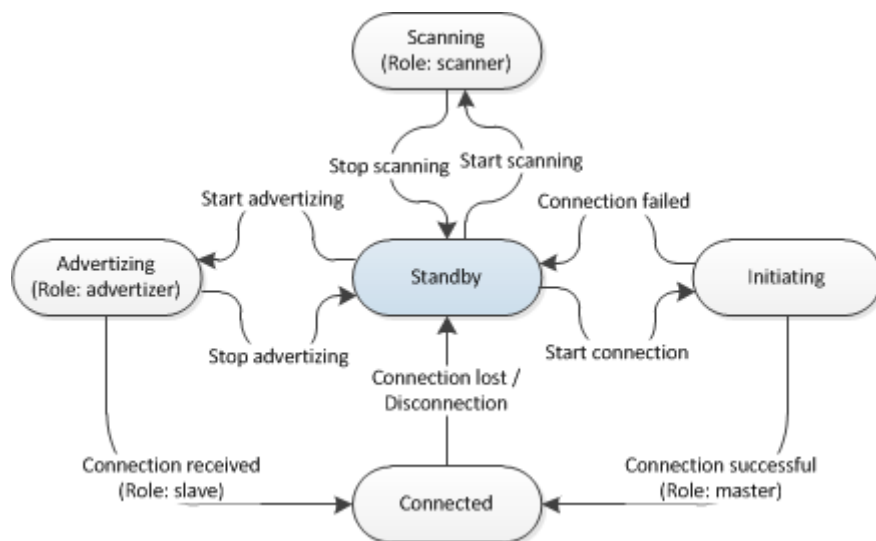 Scanning
(Role: scanner)
Stop scanning
Start scanning
Start advertizing
Connection failed
Advertizing
(Role: advertizer)
Standby
Initiating
Stop advertizing
Start connection
Connection lost /
Disconnection
Connection received
(Role: slave)
Connected
Connection successful
(Role: master)